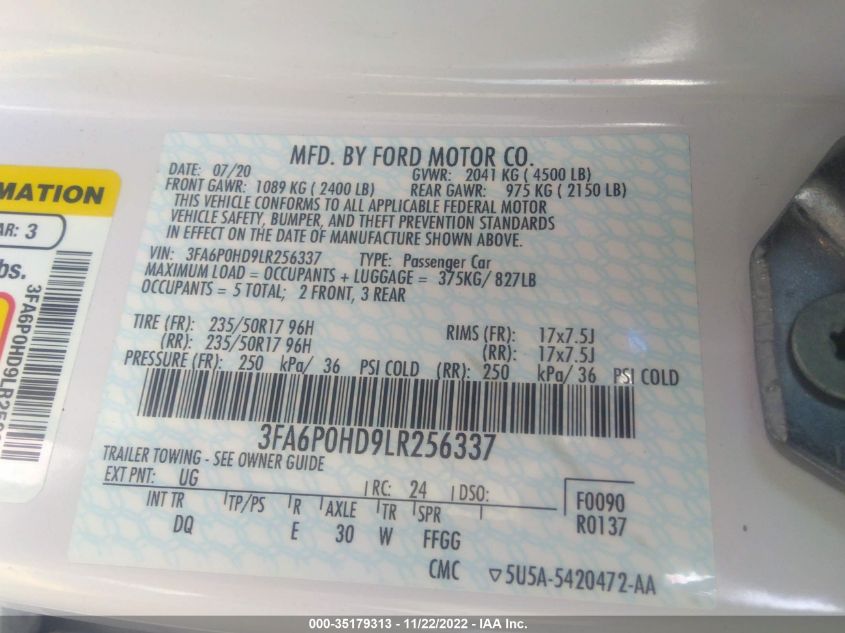 MATION
AR: 3
bs.
3FA6P0HD9LR256
MFD. BY FORD MOTOR CO.
DATE: 07/20 GVWR: 2041 KG ( 4500 LB)
FRONT GAWR: 1089 KG ( 2400 LB) REAR GAWR: 975 KG ( 2150 LB)
THIS VEHICLE CONFORMS TO ALL APPLICABLE FEDERAL MOTOR
VEHICLE SAFETY, BUMPER, AND THEFT PREVENTION STANDARDS
IN EFFECT ON THE DATE OF MANUFACTURE SHOWN ABOVE.
VIN: 3FA6P0HD9LR256337 TYPE: Passenger Car
MAXIMUM LOAD = OCCUPANTS + LUGGAGE = 375KG/ 827LB
OCCUPANTS = 5 TOTAL; 2 FRONT, 3 REAR
TIRE (FR): 235/50R17 96H RIMS (FR): 17x7.5J
(RR): 235/50R17 96H (RR): 17x7.5J
PRESSURE (FR): 250 kPa/ 36 PSI COLD (RR): 250 kPa/ 36 PSI COLD
3FA6P0HD9LR256337
TRAILER TOWING - SEE OWNER GUIDE
EXT PNT: UG RC: 24 DSO: F0090
INT TR TP/PS R AXLE TR SPR R0137
DQ E 30 W FFGG
CMC ▽5U5A-5420472-AA
000-35179313 - 11/22/2022 - IAA Inc.